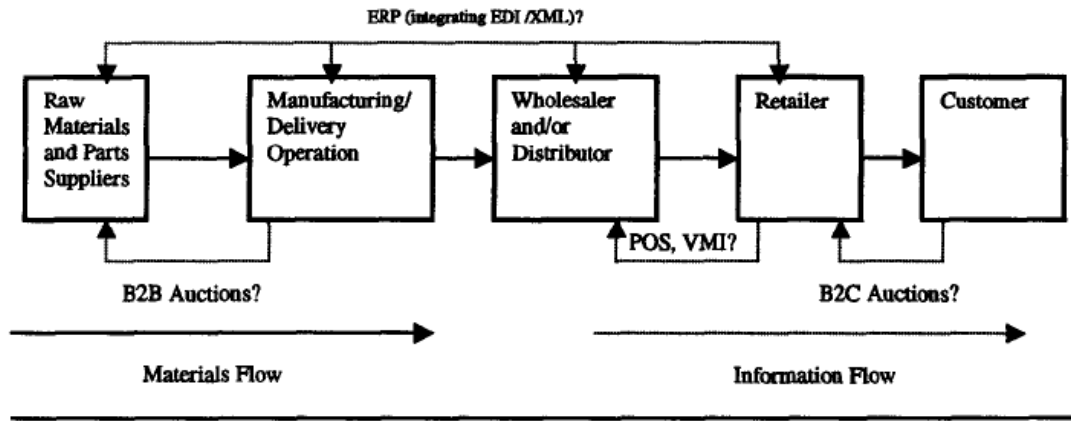 ERP (integrating EDI /XML)?
Raw
Materials
and Parts
Suppliers
Manufacturing/
Delivery
Operation
Wholesaler
and/or
Distributor
Retailer
Customer
POS, VMI?
B2B Auctions?
B2C Auctions?
Materials Flow
Information Flow